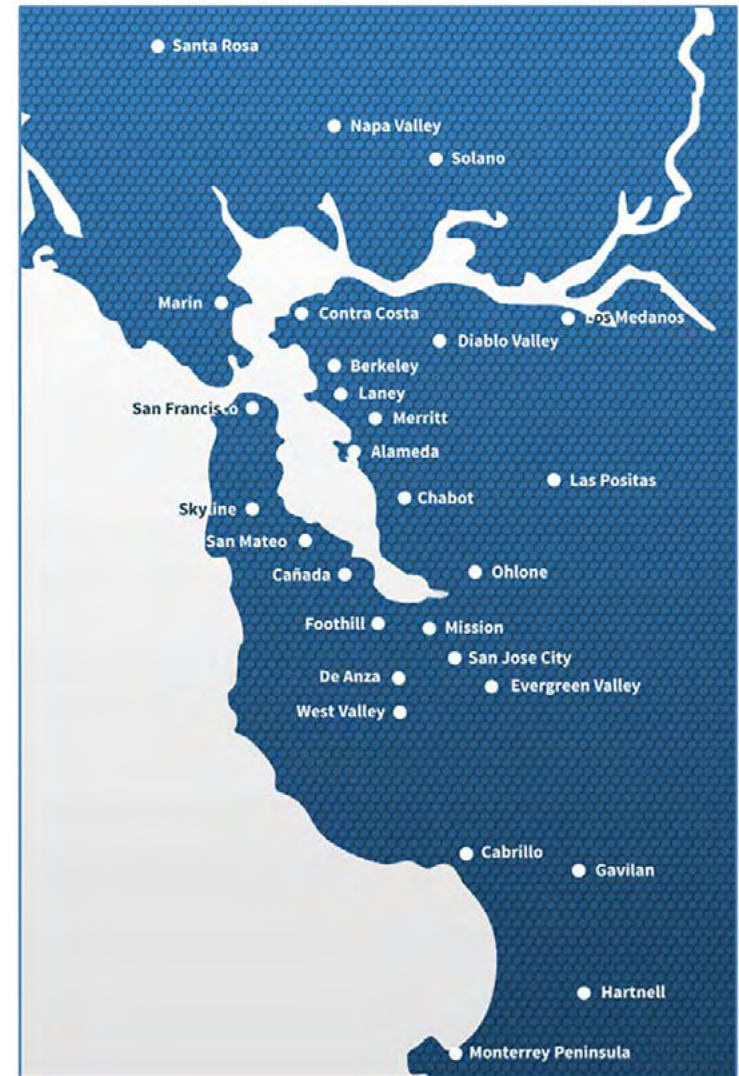 Santa Rosa
Napa Valley
Solano
Marin
Contra Costa
Los Medanos
Diablo Valley
Berkeley
Laney
San Francisco
Merritt
Alameda
Las Positas
Chabot
Skyline
San Mateo
Ohlone
Cañada
Foothill
Mission
San Jose City
De Anza
Evergreen Valley
West Valley
Cabrillo
Gavilan
Hartnell
Monterrey Peninsula